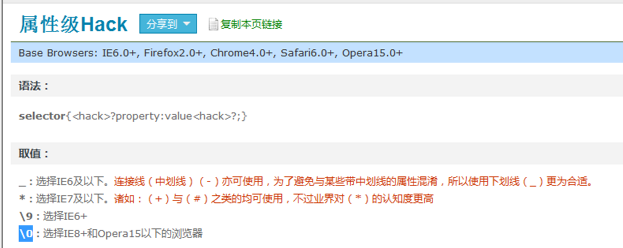 属性级Hack 分享到 复制本页链接
Base Browsers: IE6.0+, Firefox2.0+, Chrome4.0+, Safari6.0+, Opera15.0+
语法：
selector{<hack>?property:value<hack>?;}
取值：
_：选择IE6及以下。连接线（中划线）（-）亦可使用，为了避免与某些带中划线的属性混淆，所以使用下划线（_）更为合适。
*：选择IE7及以下。诸如：（+）与（#）之类的均可使用，不过业界对（*）的认知度更高
\9：选择IE6+
\0：选择IE8+和Opera15以下的浏览器